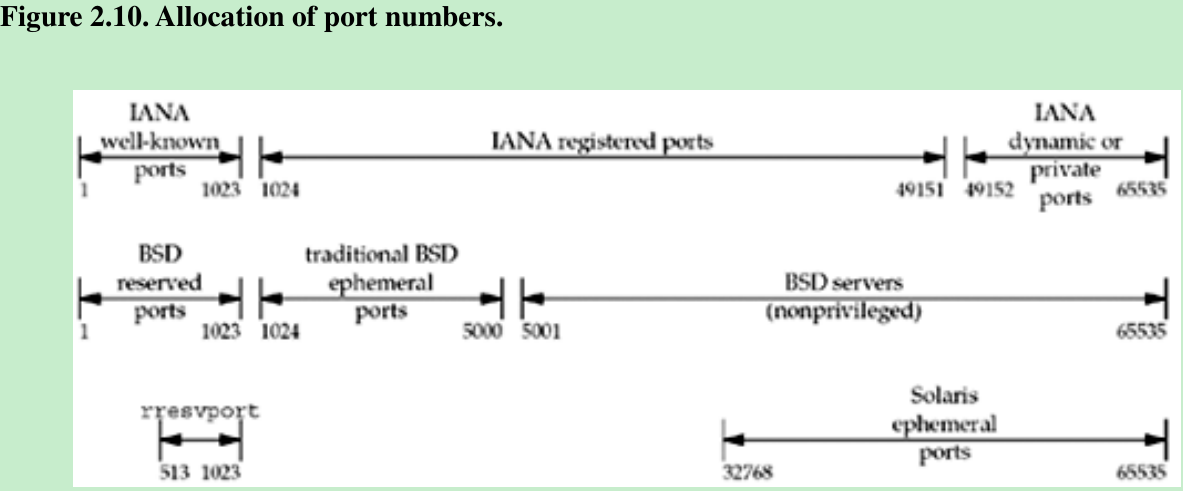 Figure 2.10. Allocation of port numbers.
IANA
well-known
ports
1
1023
IANA registered ports
1024
49151
IANA
dynamic or
private
ports
49152
65535
BSD
reserved
ports
1
1023
traditional BSD
ephemeral
ports
1024
5000
BSD servers
(nonprivileged)
5001
65535
rresvport
513
1023
Solaris
ephemeral
ports
32768
65535